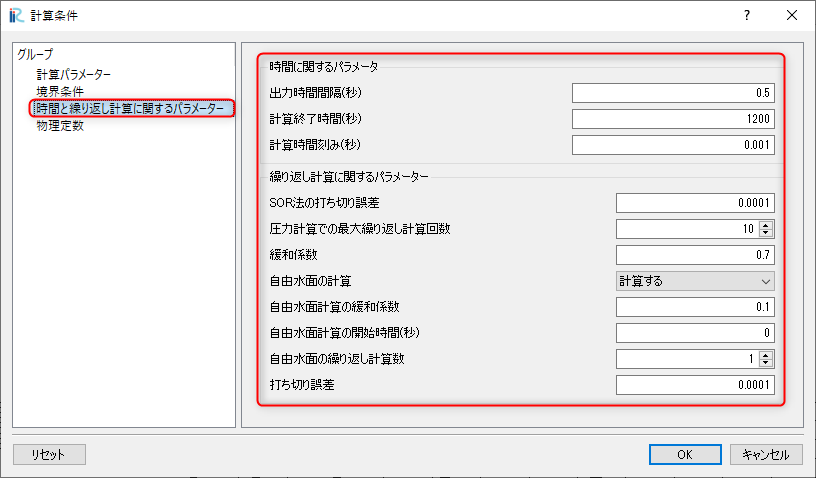 iRiC 計算条件
?
グループ
計算パラメーター
境界条件
時間と繰り返し計算に関するパラメーター
物理定数
時間に関するパラメータ
出力時間間隔(秒) 0.5
計算終了時間(秒) 1200
計算時間刻み(秒) 0.001
繰り返し計算に関するパラメーター
SOR法の打ち切り誤差 0.0001
圧力計算での最大繰り返し計算回数 10
緩和係数 0.7
自由水面の計算 計算する
自由水面計算の緩和係数 0.1
自由水面計算の開始時間(秒) 0
自由水面の繰り返し計算数 1
打ち切り誤差 0.0001
リセット OK キャンセル